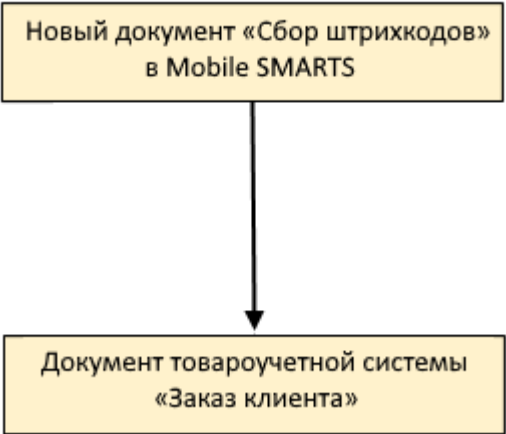 Новый документ «Сбор штрихкодов»
в Mobile SMARTS
Документ товароучетной системы
«Заказ клиента»